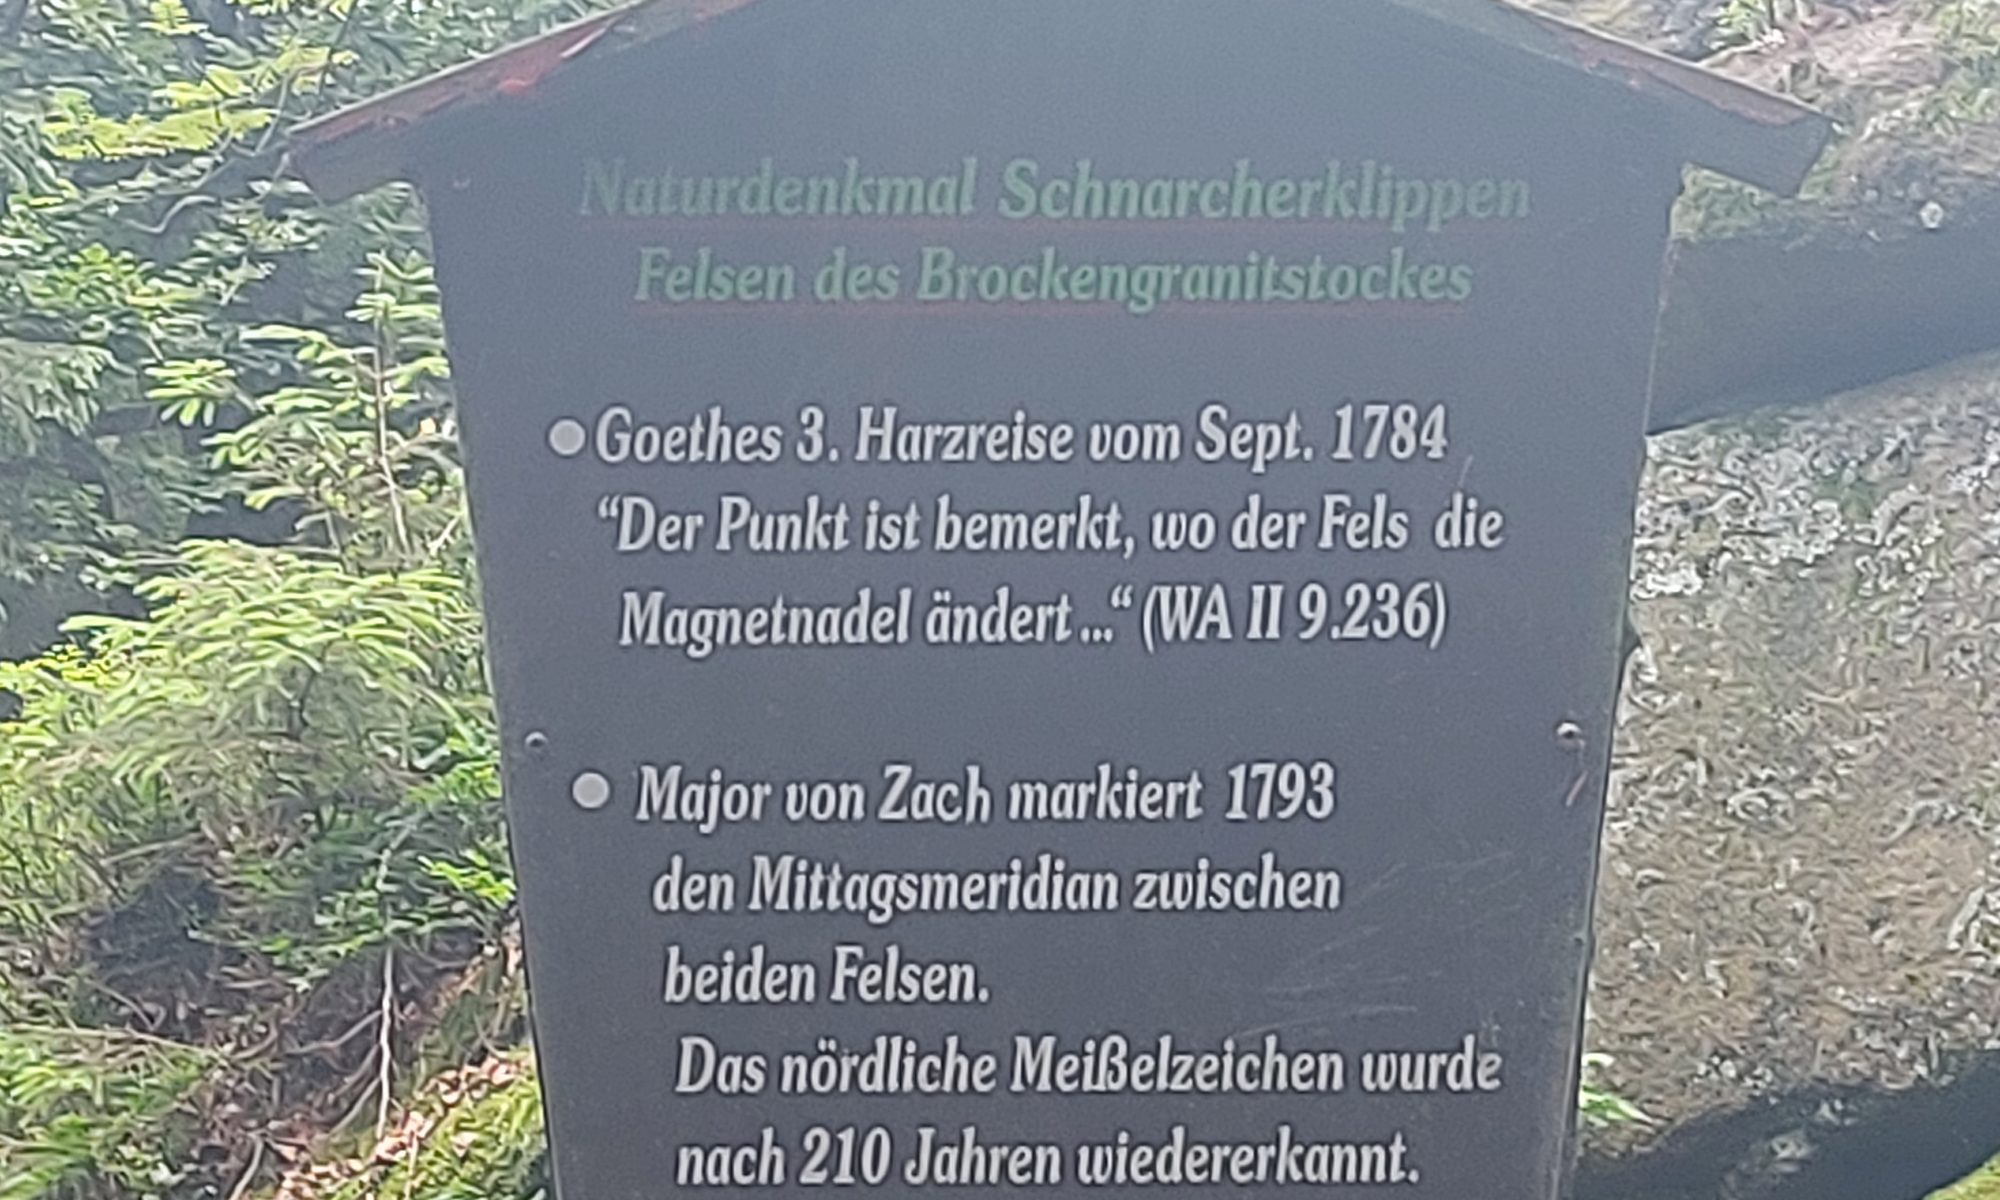 Naturdenkmal Schnarcherklippen
Felsen des Brockengranitstockes
● Goethes 3. Harzreise vom Sept. 1784
“Der Punkt ist bemerkt, wo der Fels die
Magnetnadel ändert ...“ (WA II 9.236)
● Major von Zach markiert 1793
den Mittagsmeridian zwischen
beiden Felsen.
Das nördliche Meißelzeichen wurde
nach 210 Jahren wiedererkannt.